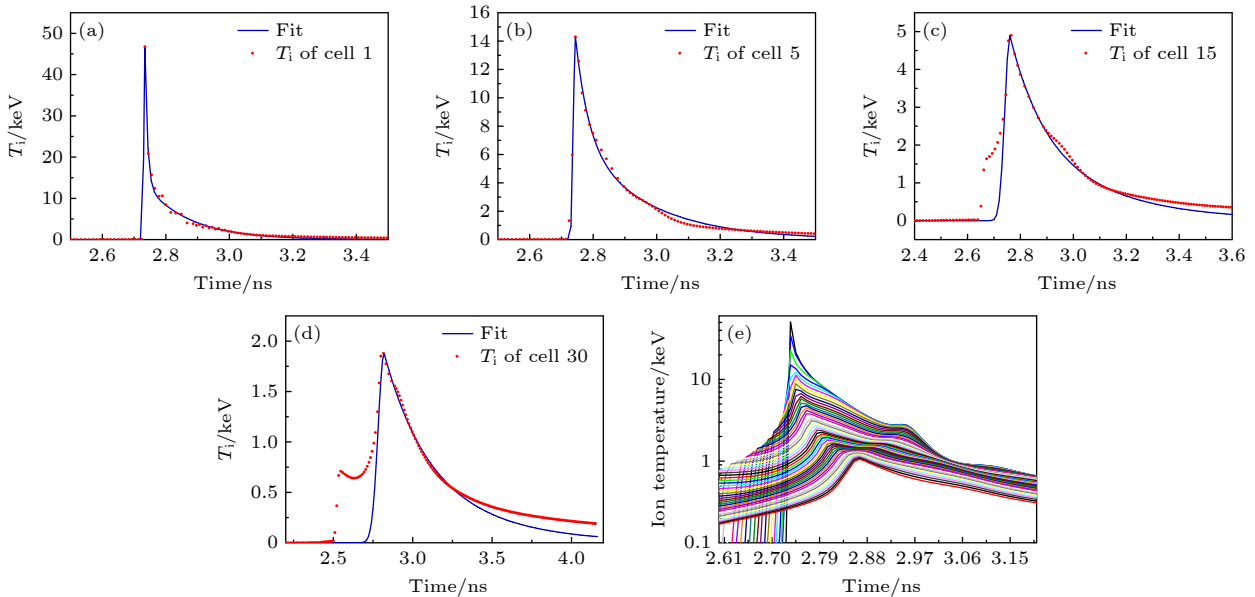 (a)
Fit
Ti of cell 1
50
40
30
20
10
0
Ti/keV
2.6 2.8 3.0 3.2 3.4
Time/ns
(b)
Fit
Ti of cell 5
16
14
12
10
8
6
4
2
0
Ti/keV
2.6 2.8 3.0 3.2 3.4
Time/ns
(c)
Fit
Ti of cell 15
5
4
3
2
1
0
Ti/keV
2.4 2.6 2.8 3.0 3.2 3.4 3.6
Time/ns
(d)
Fit
Ti of cell 30
2.0
1.5
1.0
0.5
0
Ti/keV
2.5 3.0 3.5 4.0
Time/ns
(e)
10
1
0.1
Ion temperature/keV
2.61 2.70 2.79 2.88 2.97 3.06 3.15
Time/ns